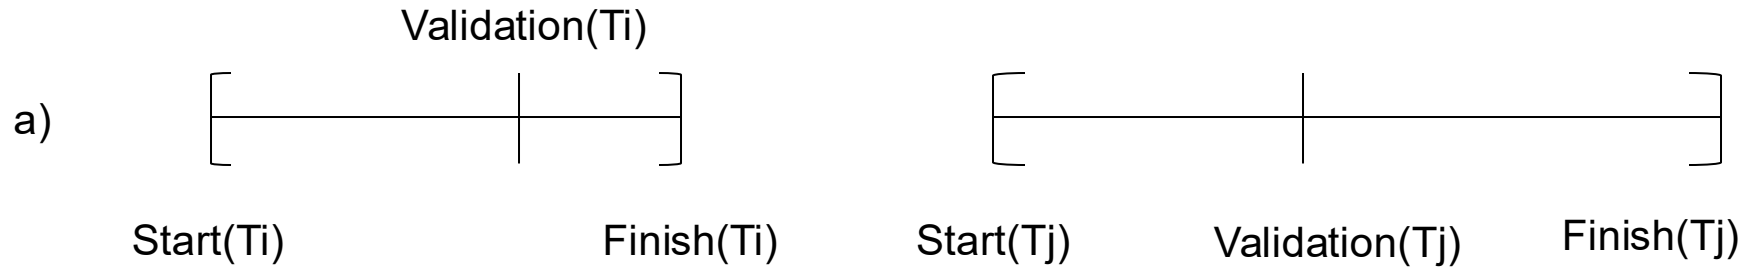 Validation(Ti)
a)
Start(Ti) Finish(Ti) Start(Tj) Validation(Tj) Finish(Tj)